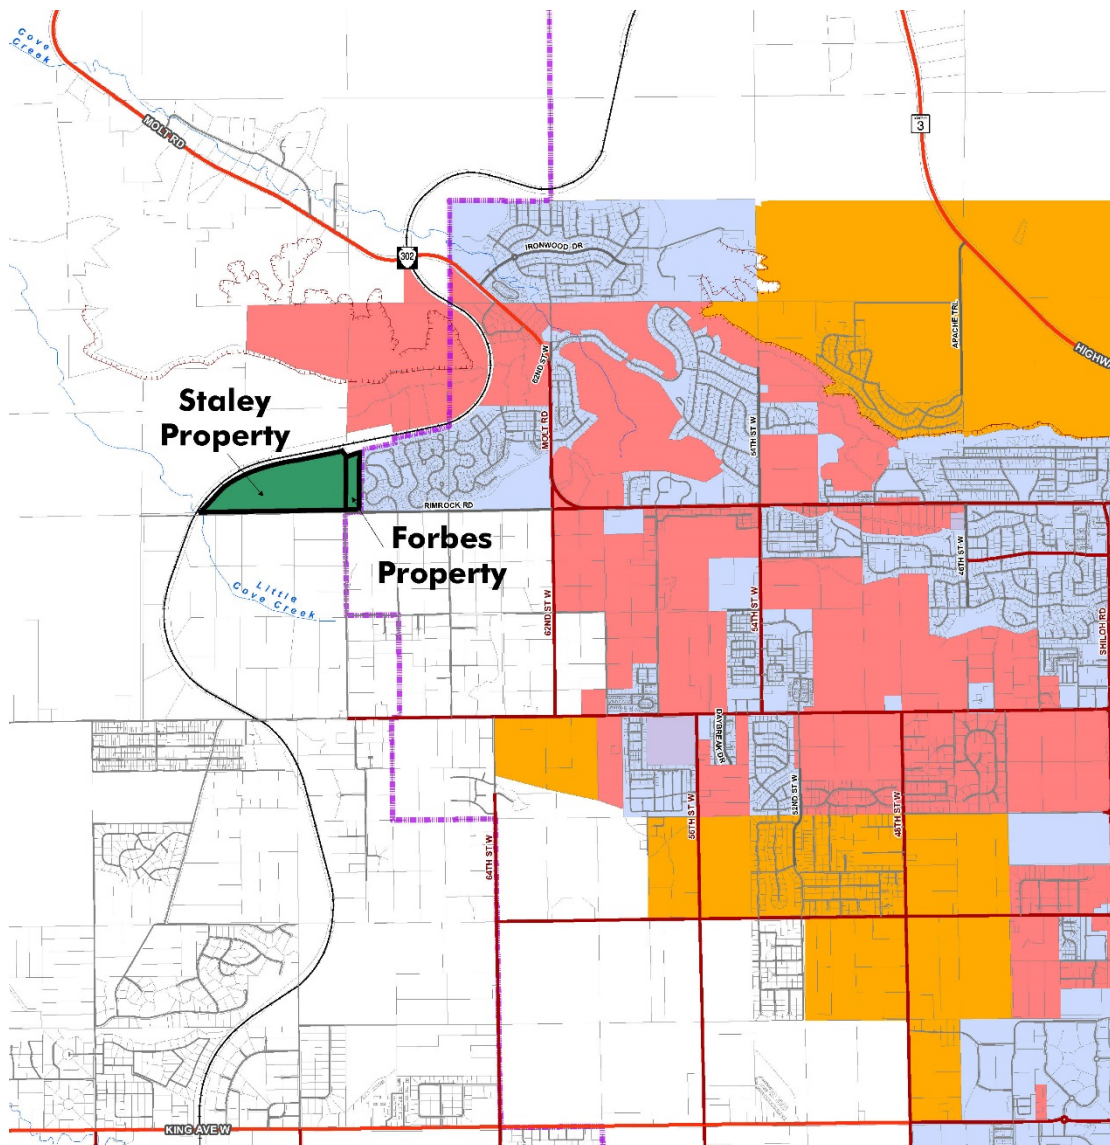 Cove
Creek
MOLT RD
3
302
IRONWOOD DR
APACHE TRL
HIGHWA
62ND ST W
MOLT RD
54TH ST W
Staley
Property
RIMROCK RD
Forbes
Property
Little
Cove Creek
46TH ST W
62ND ST W
54TH ST W
SHILOH RD
DAYBREAK DR
52ND ST W
56TH ST W
48TH ST W
64TH ST W
KING AVE W